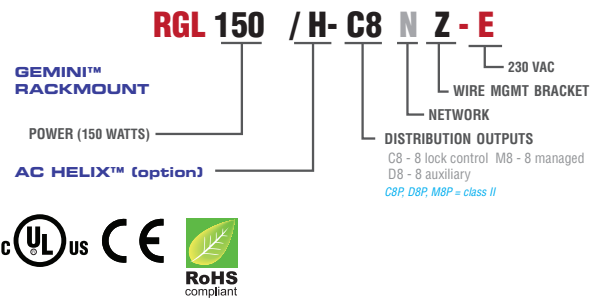 RGL 150 / H- C8 N Z - E
GEMINI™
RACKMOUNT
230 VAC
WIRE MGMT BRACKET
NETWORK
POWER (150 WATTS)
DISTRIBUTION OUTPUTS
C8 - 8 lock control M8 - 8 managed
D8 - 8 auxiliary
C8P, D8P, M8P = class II
AC HELIX™ (option)
C UL US CE
RoHS
compliant